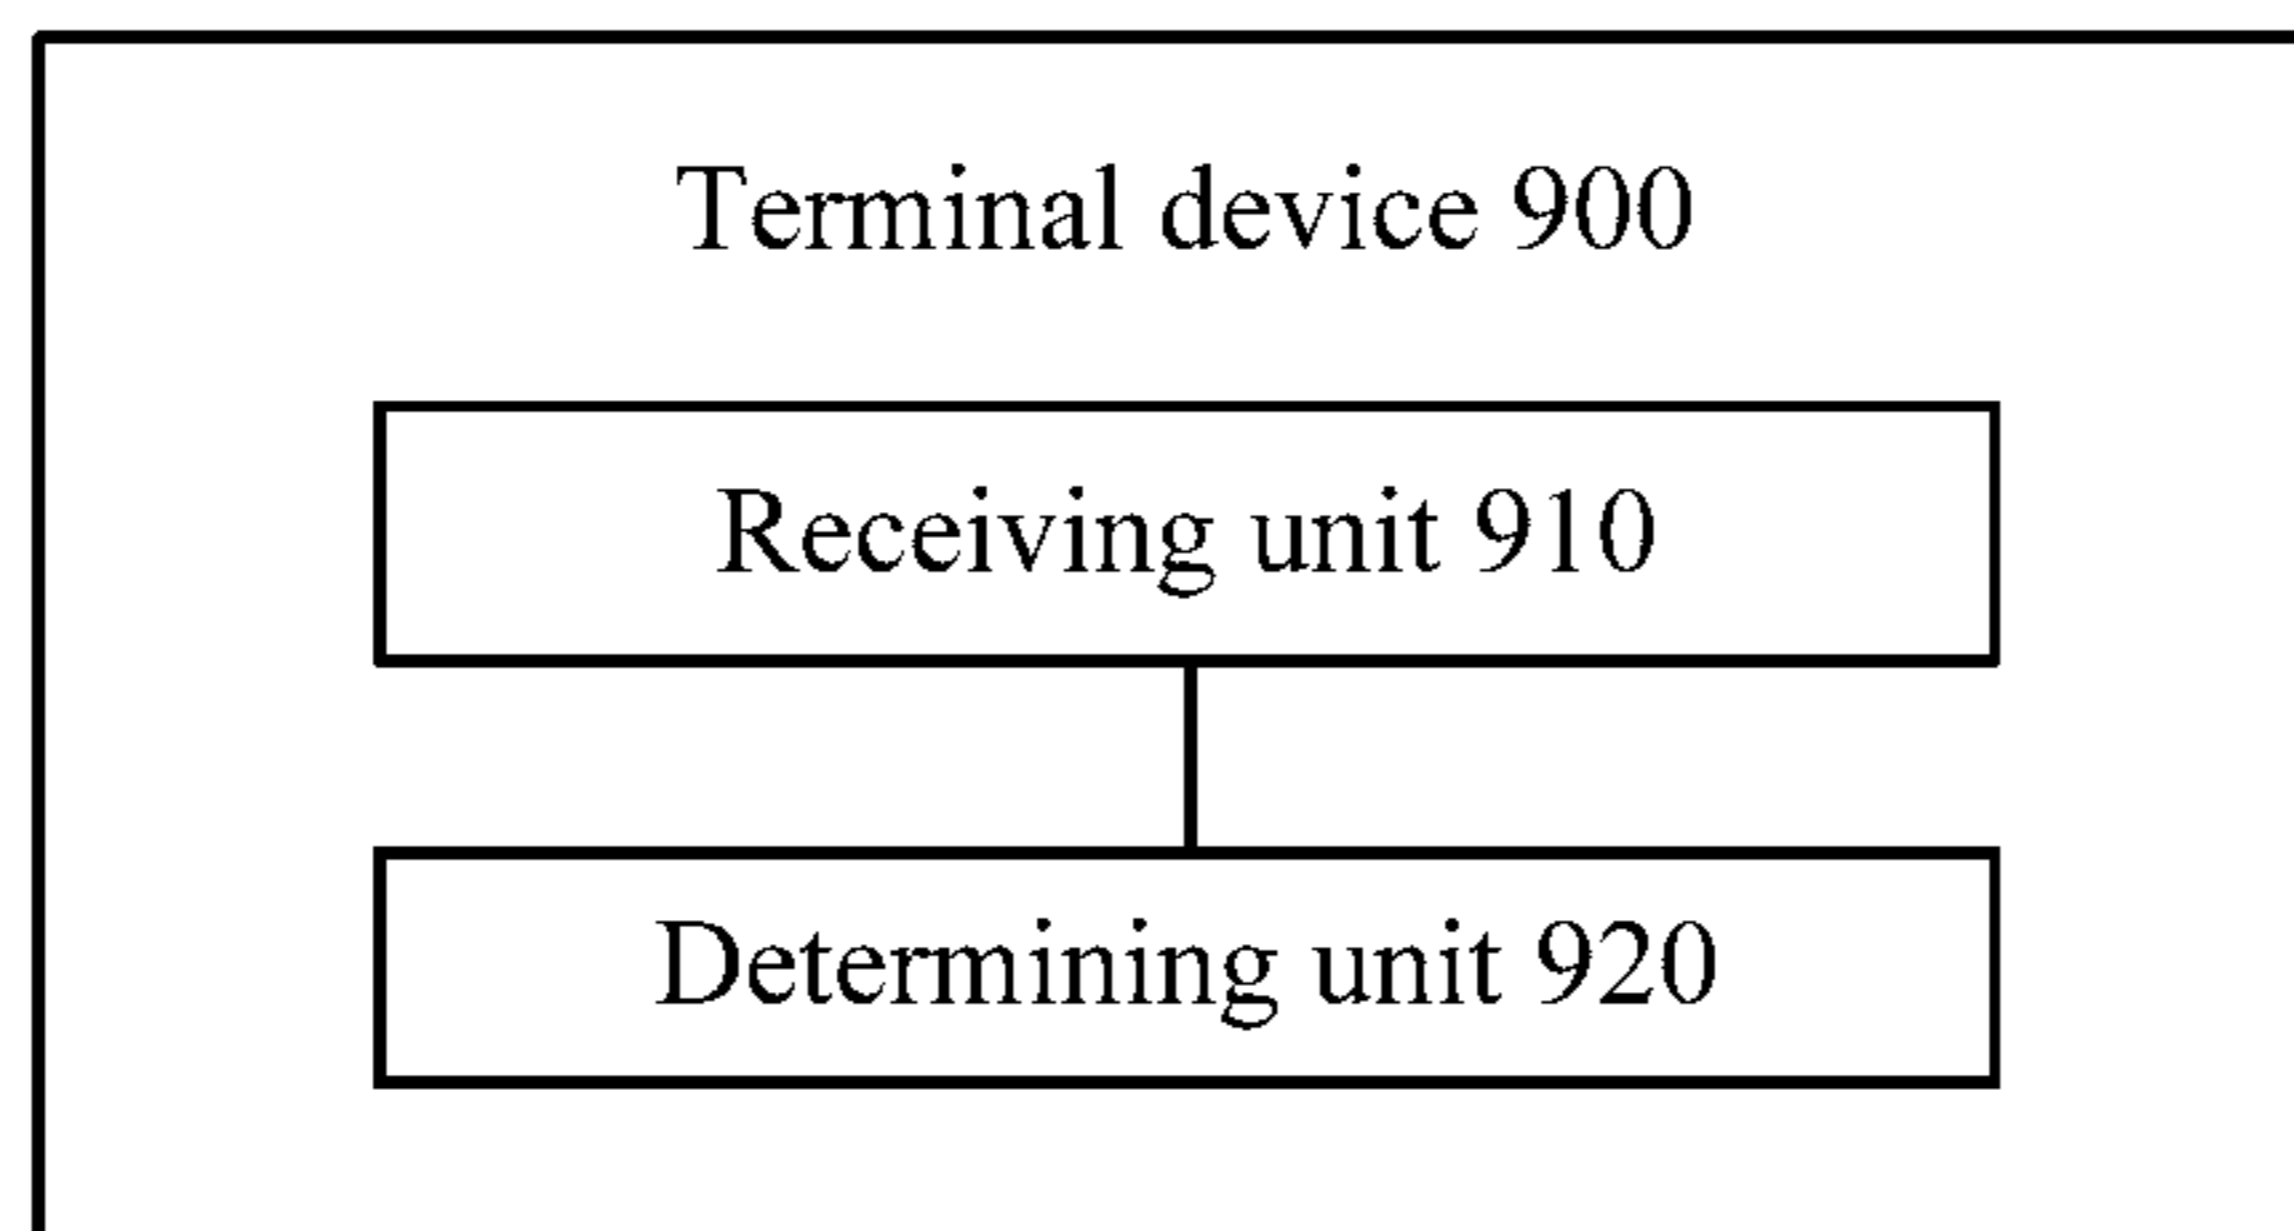 Terminal device 900
Receiving unit 910
Determining unit 920